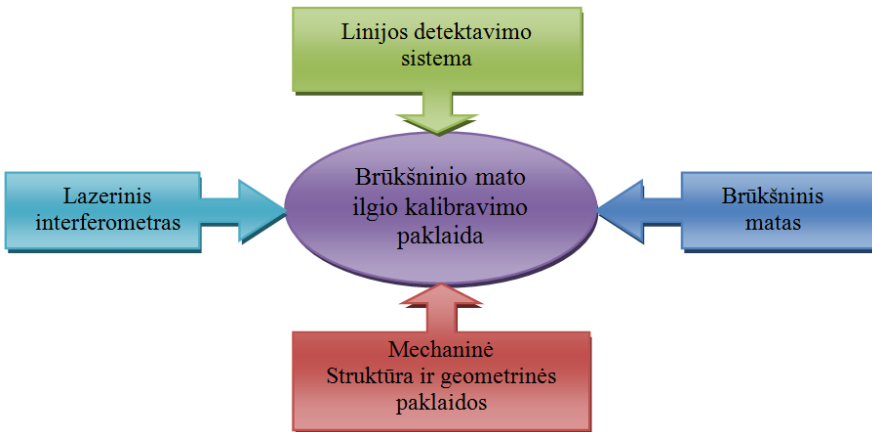 Linijos detektavimo
sistema
Lazerinis
interferometras
Brūkšninio mato
ilgio kalibravimo
paklaida
Brūkšninis
matas
Mechaninė
Struktūra ir geometrinės
paklaidos